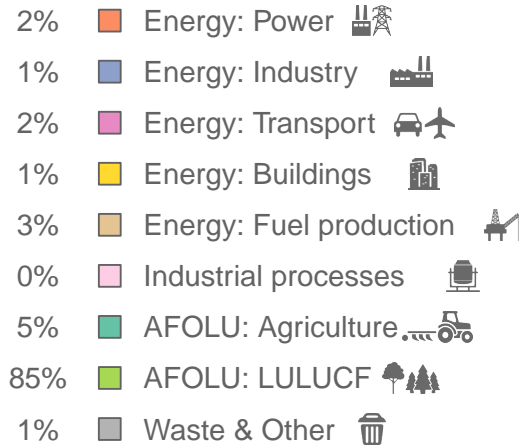 2% Energy: Power
1% Energy: Industry
2% Energy: Transport
1% Energy: Buildings
3% Energy: Fuel production
0% Industrial processes
5% AFOLU: Agriculture
85% AFOLU: LULUCF
1% Waste & Other